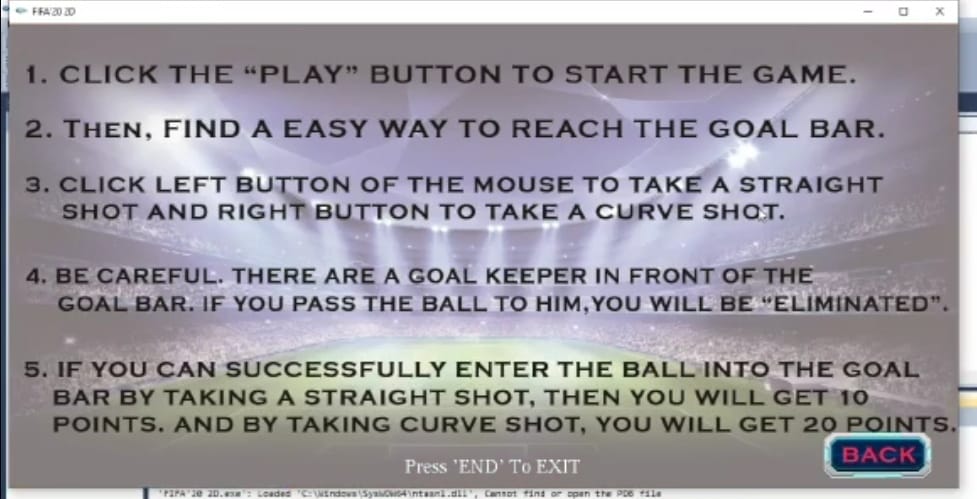 FIFA'20 2D
1. CLICK THE “PLAY” BUTTON TO START THE GAME.
2. THEN, FIND A EASY WAY TO REACH THE GOAL BAR.
3. CLICK LEFT BUTTON OF THE MOUSE TO TAKE A STRAIGHT
SHOT AND RIGHT BUTTON TO TAKE A CURVE SHOT.
4. BE CAREFUL. THERE ARE A GOAL KEEPER IN FRONT OF THE
GOAL BAR. IF YOU PASS THE BALL TO HIM,YOU WILL BE “ELIMINATED”.
5. IF YOU CAN SUCCESSFULLY ENTER THE BALL INTO THE GOAL
BAR BY TAKING A STRAIGHT SHOT, THEN YOU WILL GET 10
POINTS. AND BY TAKING CURVE SHOT, YOU WILL GET 20 POINTS.
BACK
Press 'END' To EXIT
'FIFA'20 2D.exe': Loaded 'C:\Windows\SysWOW64\ntasn1.dll', Cannot find or open the PDB file